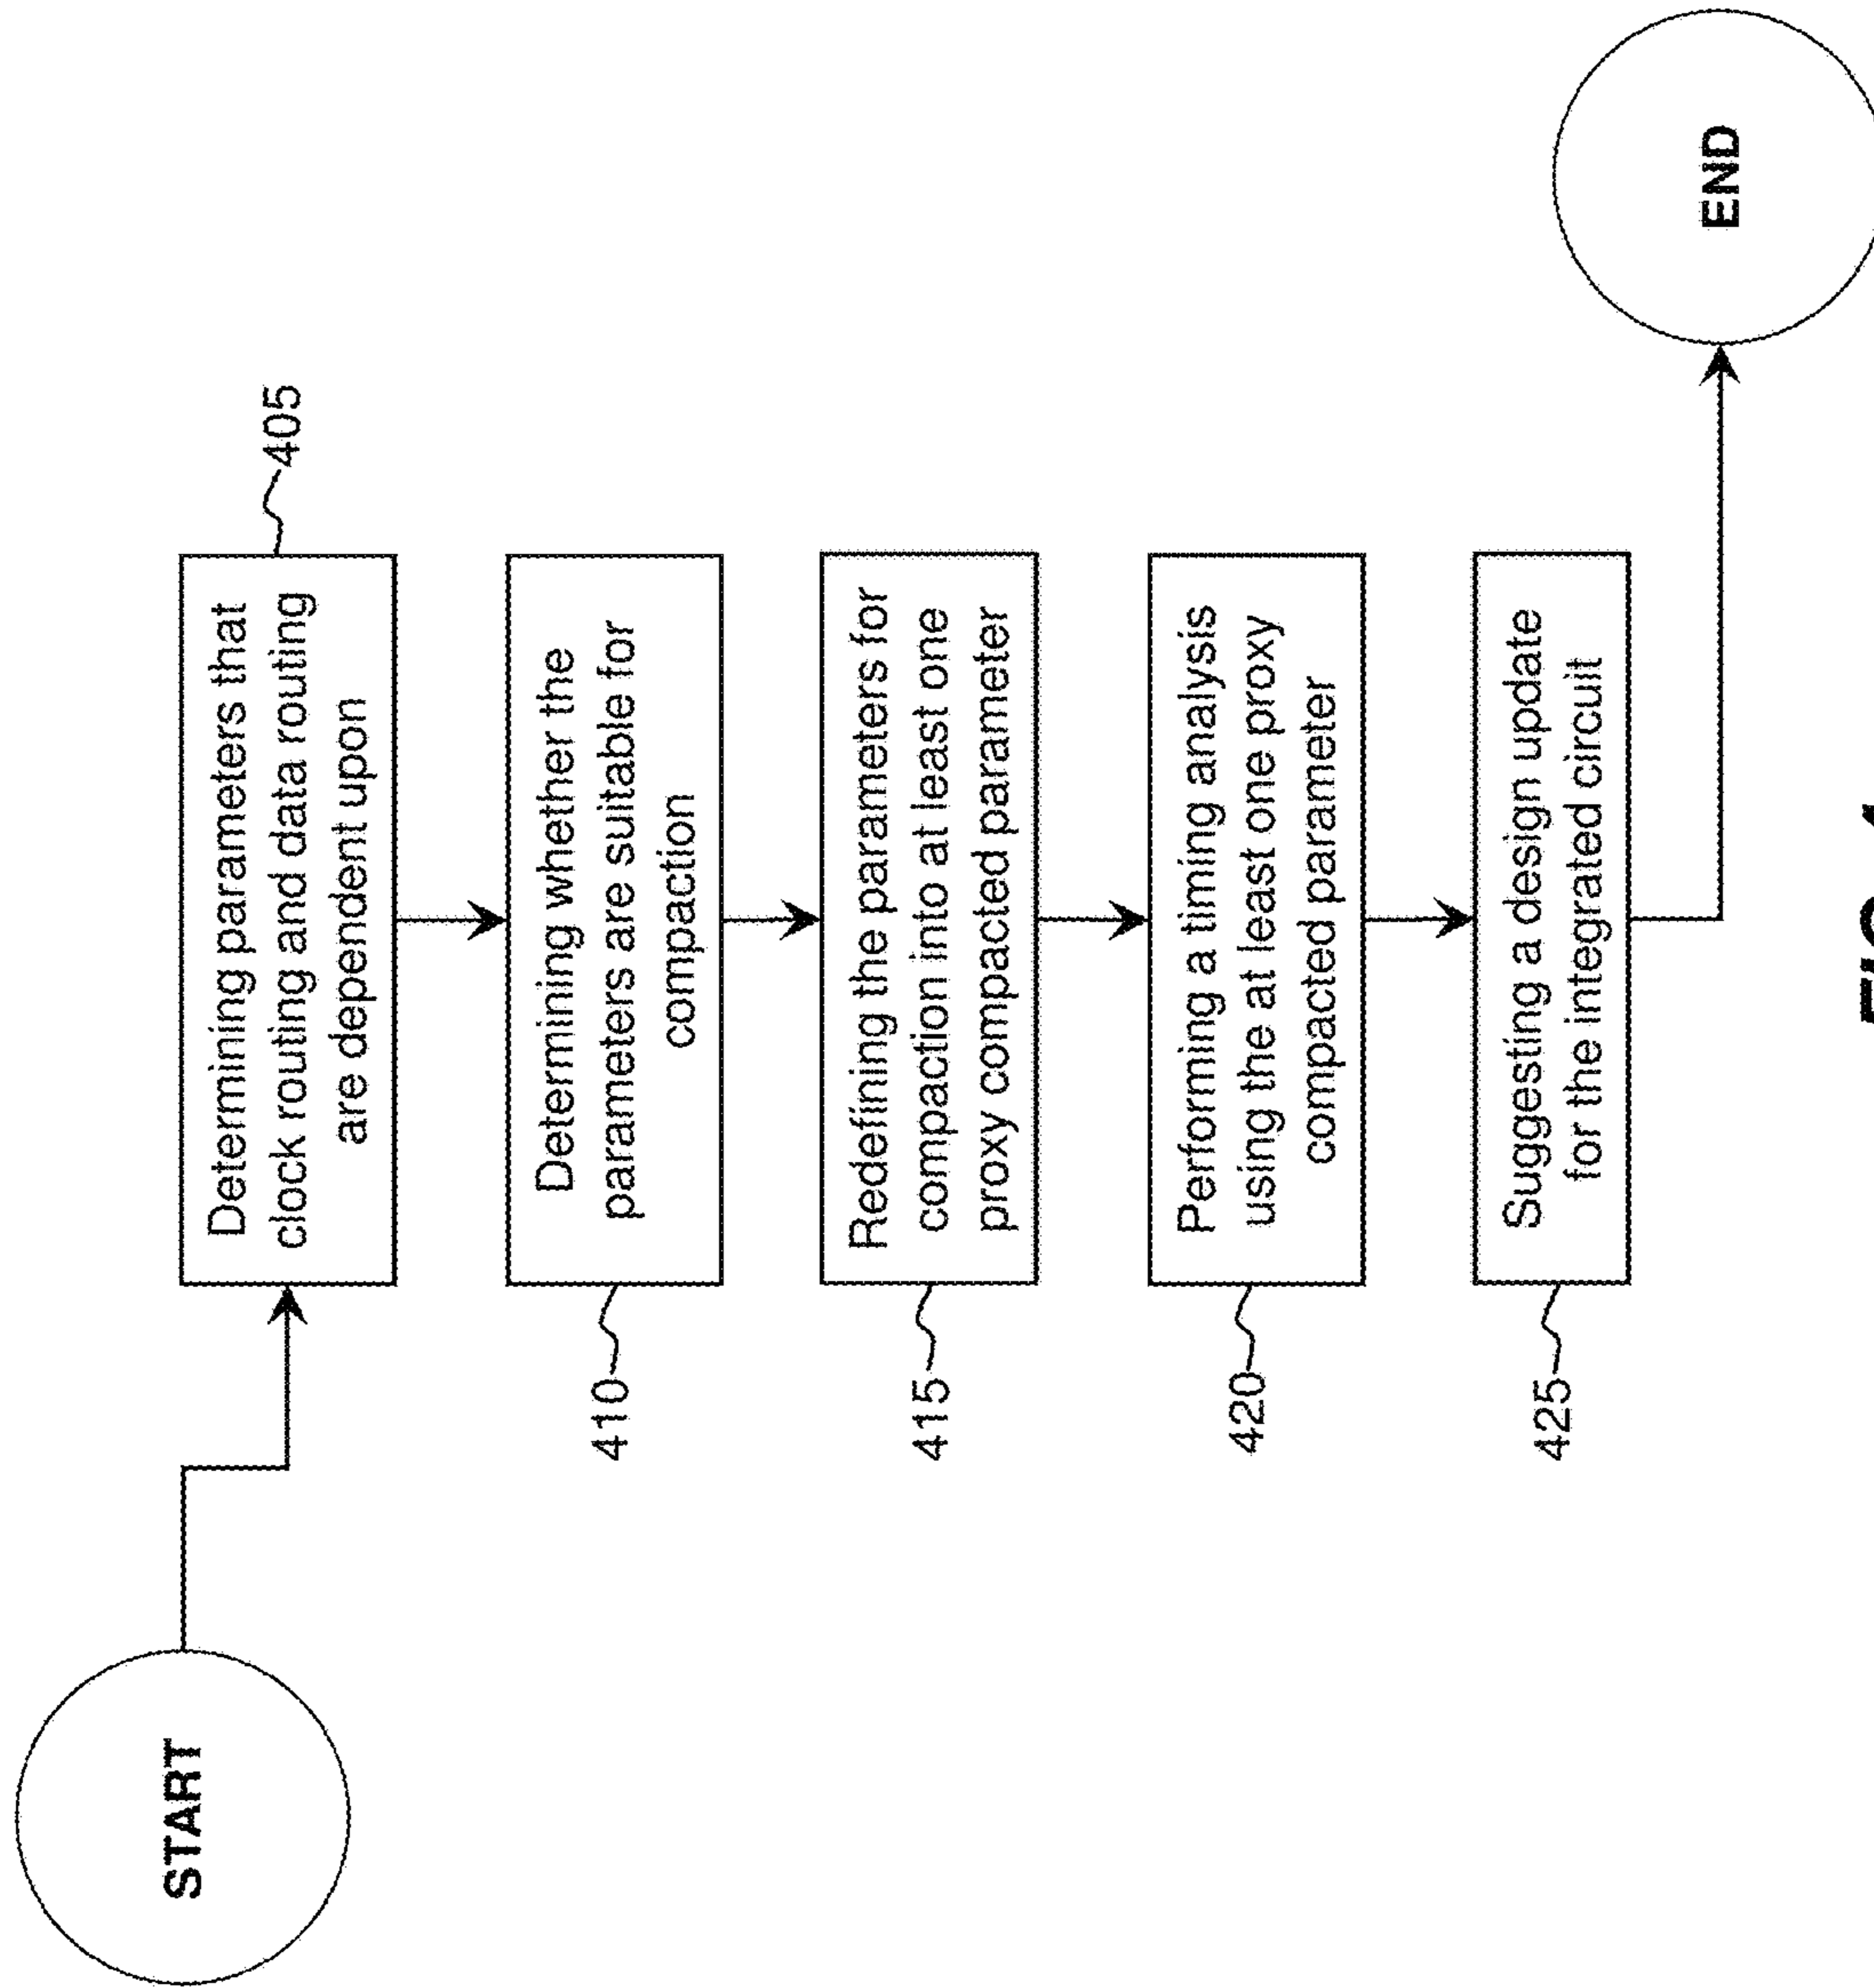 START
Determining parameters that
clock routing and data routing
are dependent upon
405
Determining whether the
parameters are suitable for
compaction
410
Redefining the parameters for
compaction into at least one
proxy compacted parameter
415
Performing a timing analysis
using the at least one proxy
compacted parameter
420
Suggesting a design update
for the integrated circuit
425
END